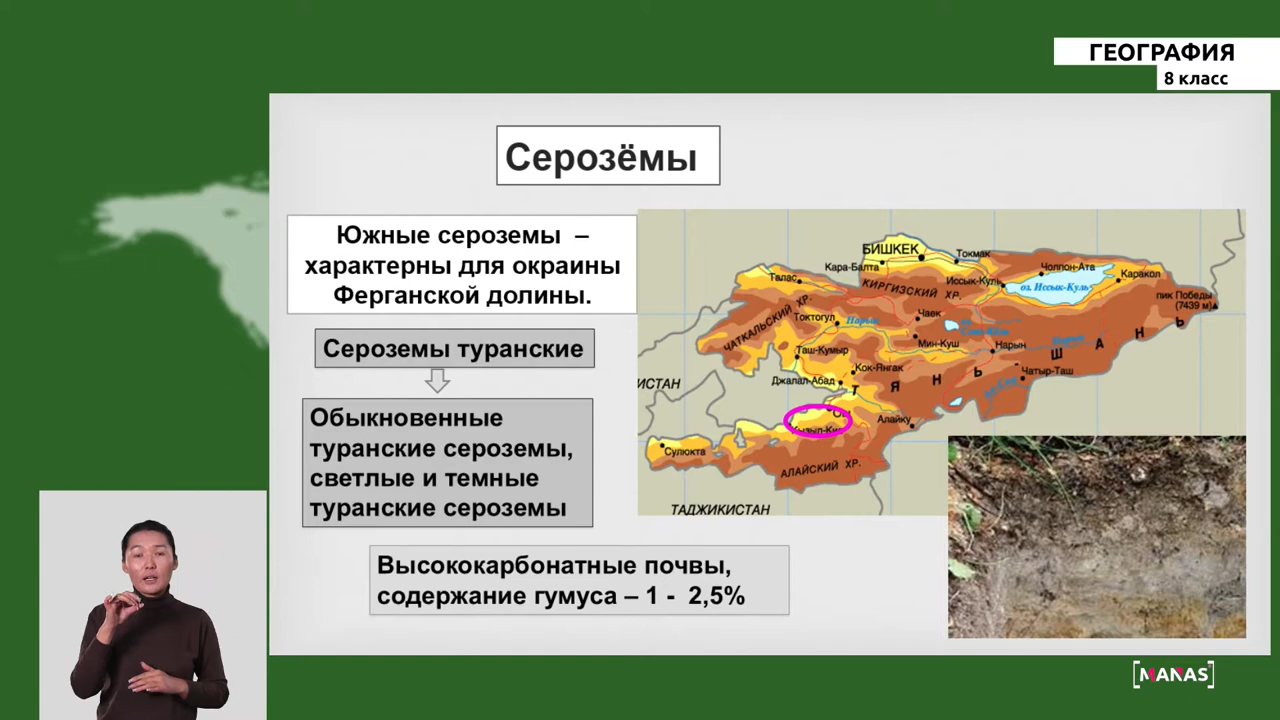 ГЕОГРАФИЯ
8 класс
Серозёмы
Южные сероземы –
характерны для окраины
Ферганской долины.
Сероземы туранские
Обыкновенные
туранские сероземы,
светлые и темные
туранские сероземы
Высококарбонатные почвы,
содержание гумуса – 1 - 2,5%
БИШКЕК
Токмак
Кара-Балта
Талас
КИРГИЗСКИЙ ХР.
Иссык-Куль
Чолпон-Ата
оз. Иссык-Куль
Каракол
пик Победы
(7439 м)
ЧАТКАЛЬСКИЙ ХР.
Токтогул
Нарын
Чаек
Мин-Куш
Нарын
Таш-Кумыр
Кок-Янгак
Джалал-Абад
ТЯНЬ ШАНЬ
Чатыр-Таш
ИСТАН
Алайку
Сулюкта
АЛАЙСКИЙ ХР.
ТАДЖИКИСТАН
[MANAS]